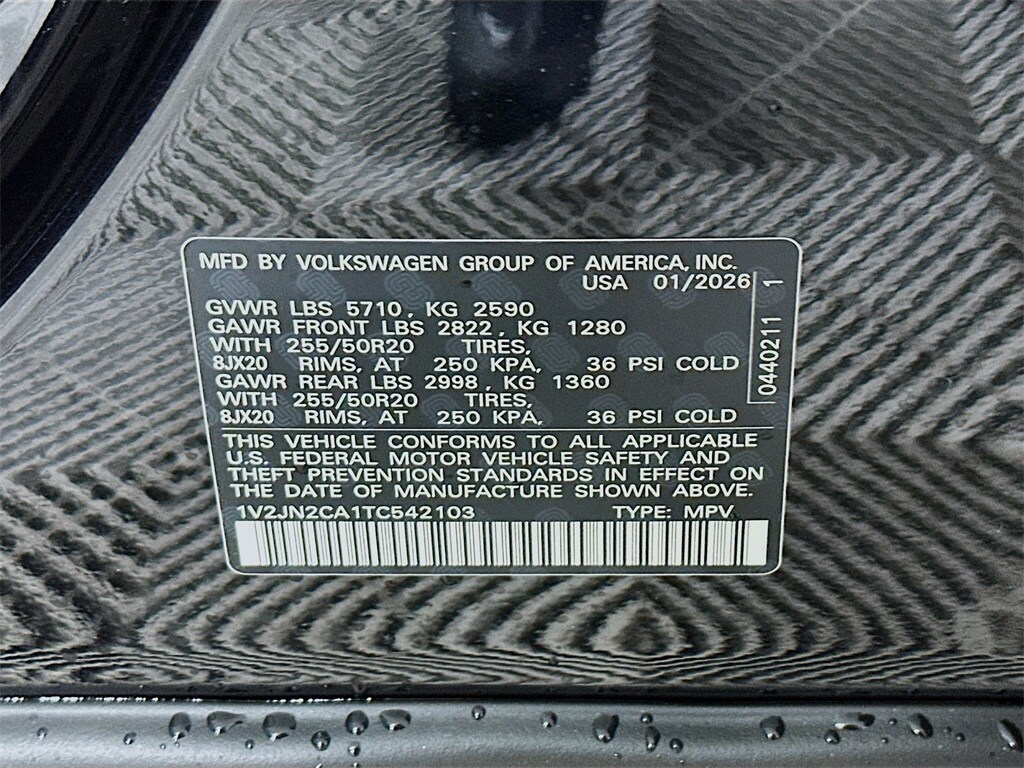 MFD BY VOLKSWAGEN GROUP OF AMERICA, INC.
USA 01/2026
GVWR LBS 5710, KG 2590
GAWR FRONT LBS 2822, KG 1280
WITH 255/50R20 TIRES,
8JX20 RIMS, AT 250 KPA, 36 PSI COLD
GAWR REAR LBS 2998, KG 1360
WITH 255/50R20 TIRES,
8JX20 RIMS, AT 250 KPA, 36 PSI COLD
0440211 1
THIS VEHICLE CONFORMS TO ALL APPLICABLE
U.S. FEDERAL MOTOR VEHICLE SAFETY AND
THEFT PREVENTION STANDARDS IN EFFECT ON
THE DATE OF MANUFACTURE SHOWN ABOVE.
1V2JN2CA1TC542103 TYPE: MPV